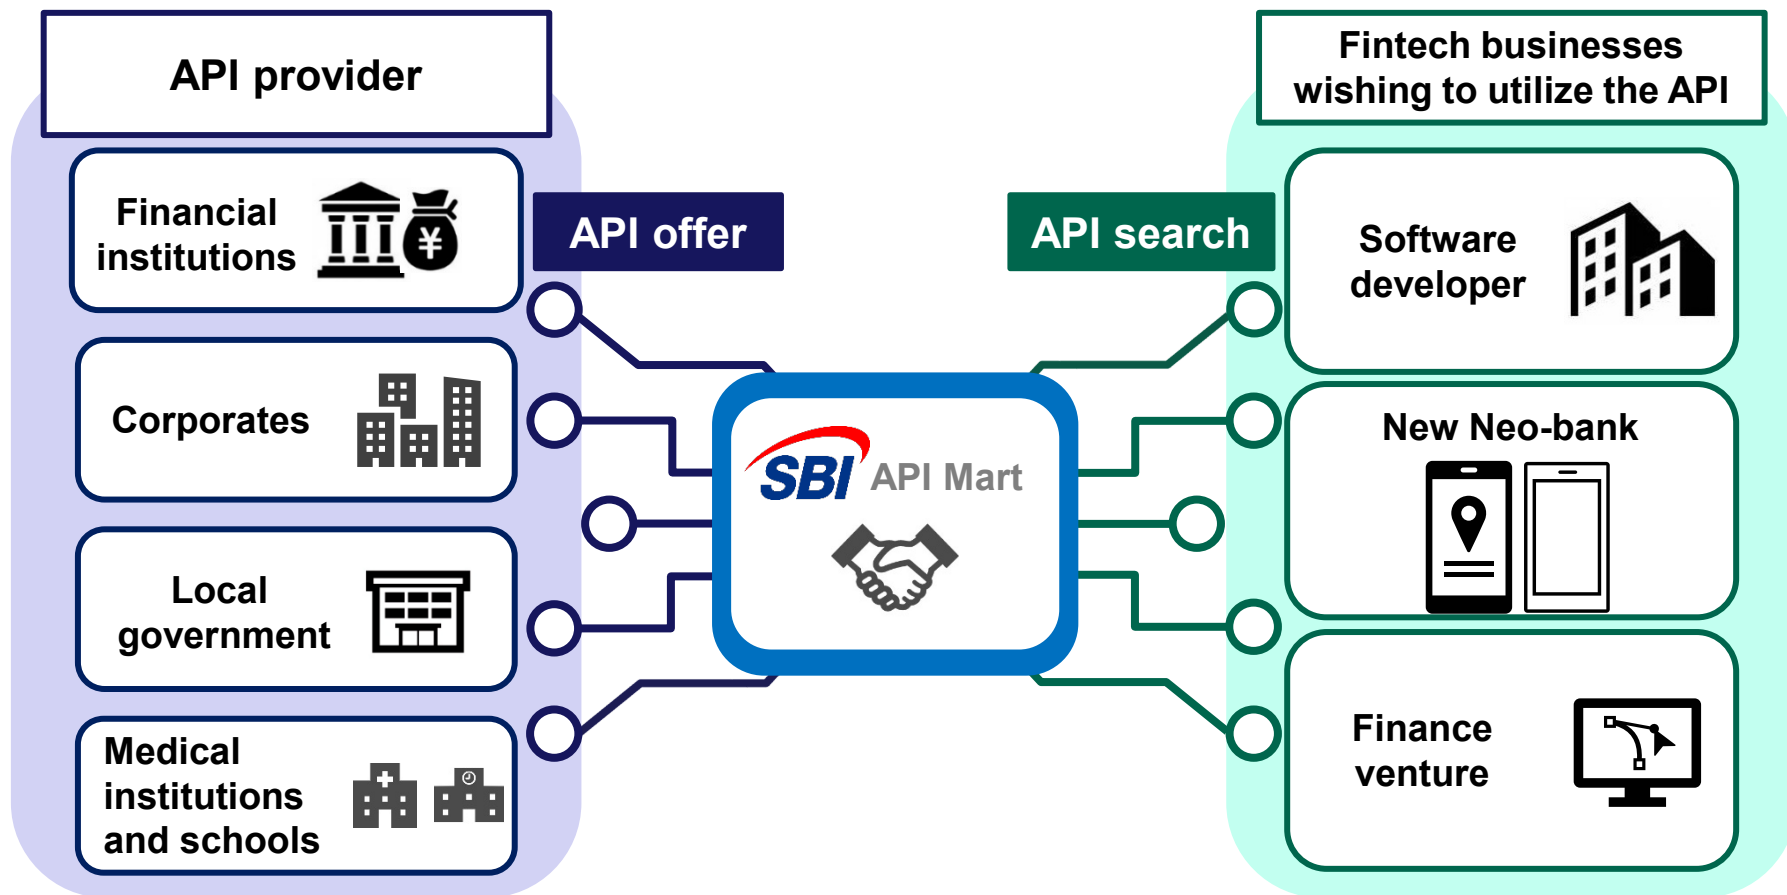 API provider
Financial
institutions
¥
Corporates
Local
government
Medical
institutions
and schools
API offer
SBI API Mart
API search
Fintech businesses
wishing to utilize the API
Software
developer
New Neo-bank
Finance
venture